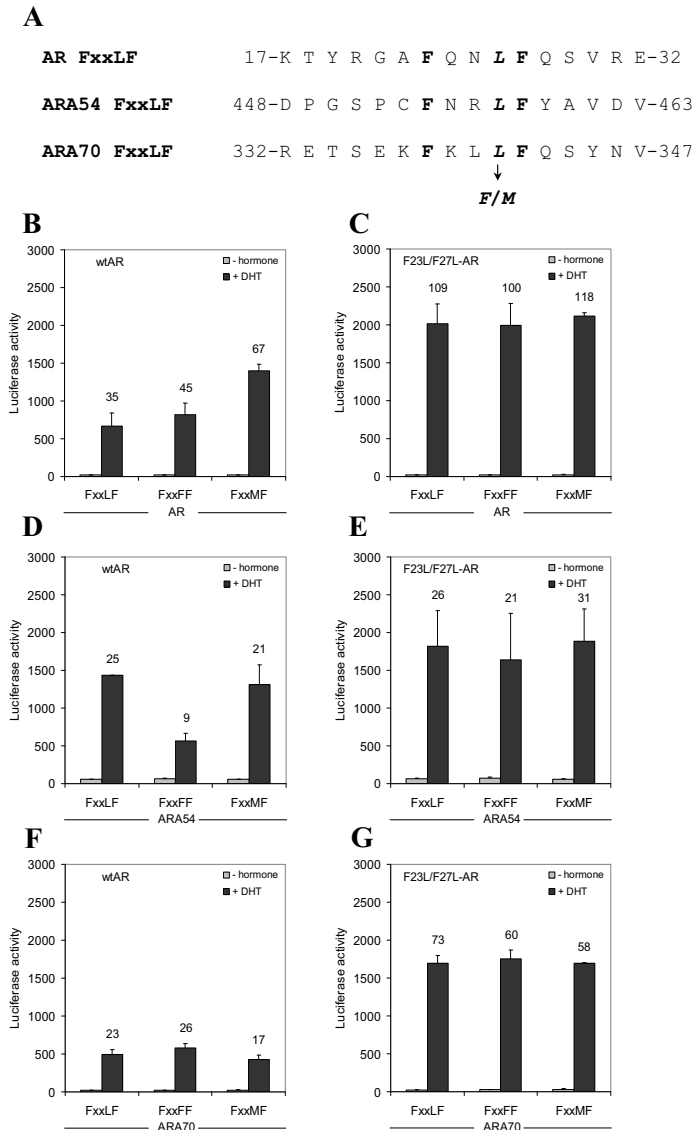 A
AR FxxLF 17-K T Y R G A F Q N L F Q S V R E-32
ARA54 FxxLF 448-D P G S P C F N R L F Y A V D V-463
ARA70 FxxLF 332-R E T S E K F K L L F Q S Y N V-347
F/M
B
3000
2500
2000
1500
1000
500
0
Luciferase activity
wtAR
- hormone
+ DHT
35
45
67
FxxLF FxxFF FxxMF
AR
C
3000
2500
2000
1500
1000
500
0
Luciferase activity
F23L/F27L-AR
- hormone
+ DHT
109
100
118
FxxLF FxxFF FxxMF
AR
D
3000
2500
2000
1500
1000
500
0
Luciferase activity
wtAR
- hormone
+ DHT
25
9
21
FxxLF FxxFF FxxMF
ARA54
E
3000
2500
2000
1500
1000
500
0
Luciferase activity
F23L/F27L-AR
- hormone
+ DHT
26
21
31
FxxLF FxxFF FxxMF
ARA54
F
3000
2500
2000
1500
1000
500
0
Luciferase activity
wtAR
- hormone
+ DHT
23
26
17
FxxLF FxxFF FxxMF
ARA70
G
3000
2500
2000
1500
1000
500
0
Luciferase activity
F23L/F27L-AR
- hormone
+ DHT
73
60
58
FxxLF FxxFF FxxMF
ARA70